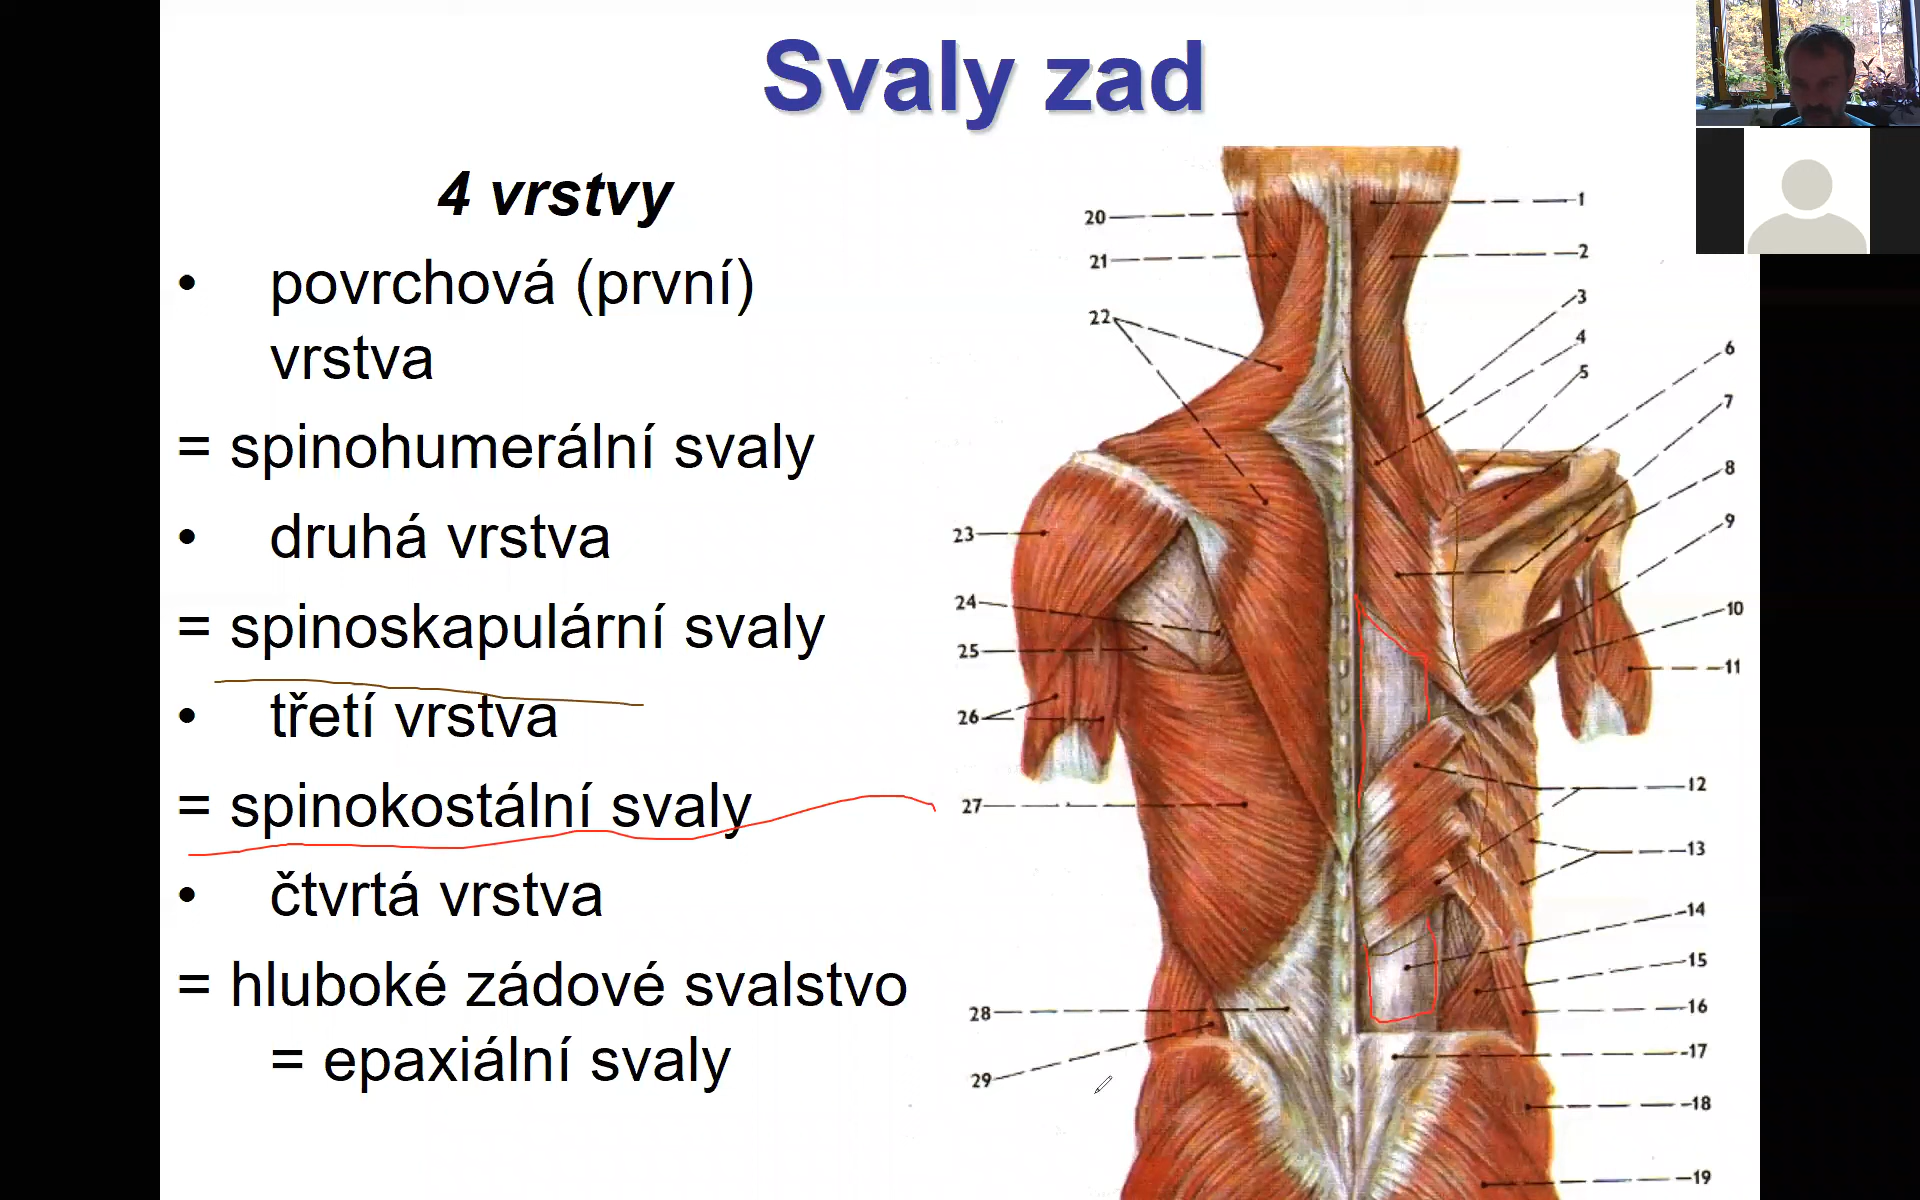 Svaly zad
4 vrstvy
• povrchová (první)
vrstva
= spinohumerální svaly
• druhá vrstva
= spinoskapulární svaly
• třetí vrstva
= spinokostální svaly
• čtvrtá vrstva
= hluboké zádové svalstvo
= epaxiální svaly
20
21
22
23
24
25
26
27
28
29
1
2
3
4
5
6
7
8
9
10
11
12
13
14
15
16
17
18
19